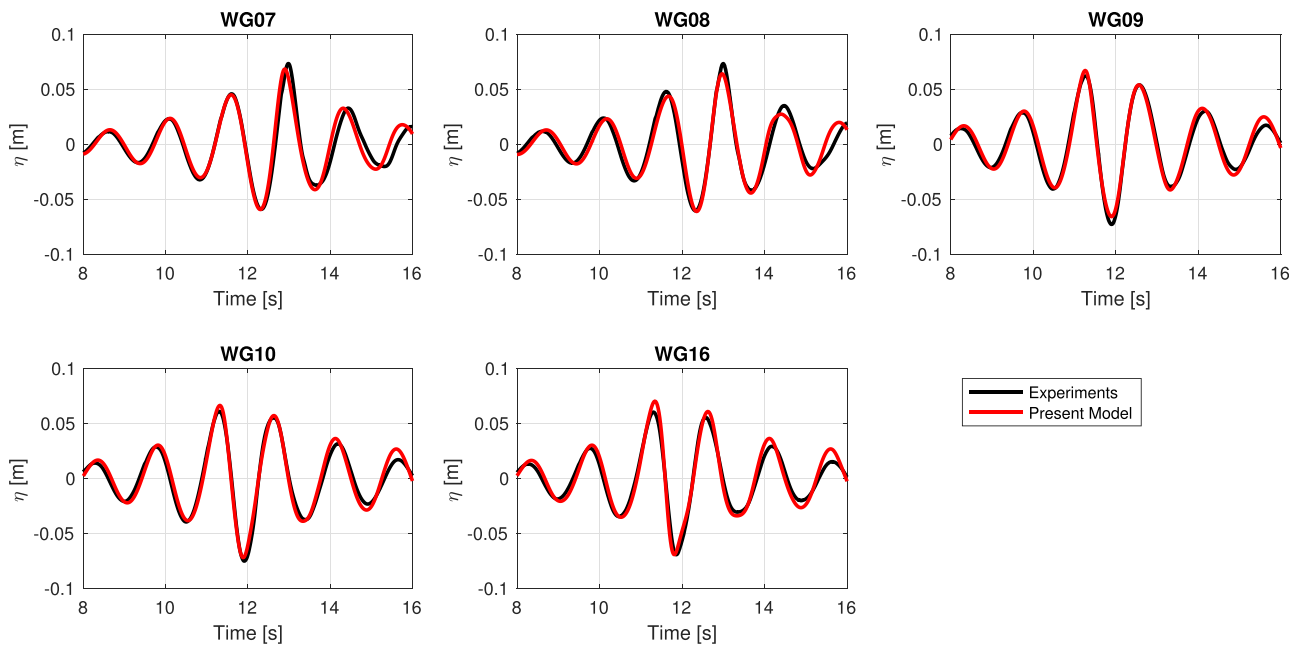 WG07
0.1
0.05
0
-0.05
-0.1
η [m]
8 10 12 14 16
Time [s]
WG08
0.1
0.05
0
-0.05
-0.1
η [m]
8 10 12 14 16
Time [s]
WG09
0.1
0.05
0
-0.05
-0.1
η [m]
8 10 12 14 16
Time [s]
WG10
0.1
0.05
0
-0.05
-0.1
η [m]
8 10 12 14 16
Time [s]
WG16
0.1
0.05
0
-0.05
-0.1
η [m]
8 10 12 14 16
Time [s]
Experiments
Present Model